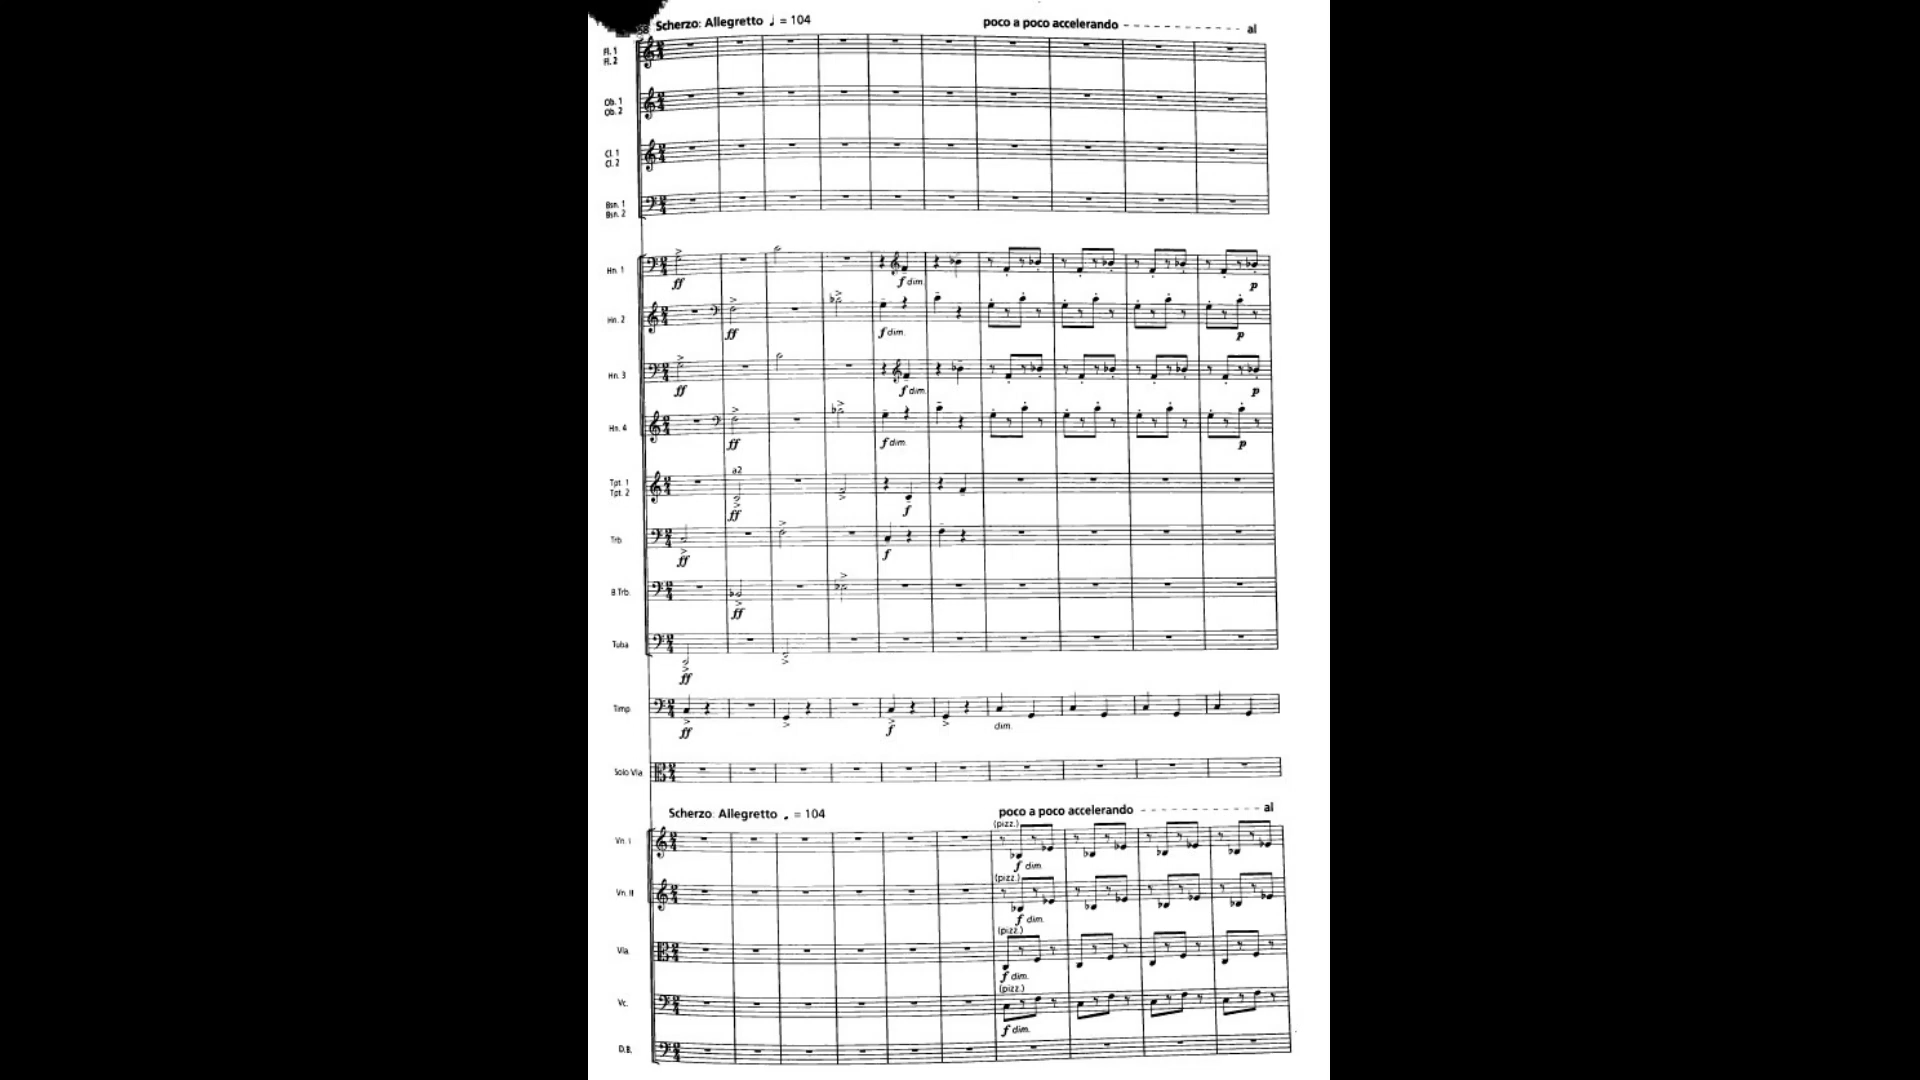 58 Scherzo: Allegretto ♩ = 104 poco a poco accelerando - - - - - - - - - - - - - - al
Fl. 1
Fl. 2
Ob. 1
Ob. 2
Cl. 1
Cl. 2
Bsn. 1
Bsn. 2
Hn. 1
ff f dim. p
Hn. 2
ff f dim. p
Hn. 3
ff f dim. p
Hn. 4
ff f dim. p
a2
Tpt. 1
Tpt. 2
ff f
Trb.
ff f
B.Trb.
ff
Tuba
ff
Timp.
ff f dim.
Solo Vla.
Scherzo: Allegretto ♩ = 104 poco a poco accelerando - - - - - - - - - - - - - - al
(pizz.)
Vn. I
f dim.
(pizz.)
Vn. II
f dim.
(pizz.)
Vla.
f dim.
(pizz.)
Vc.
f dim.
D.B.